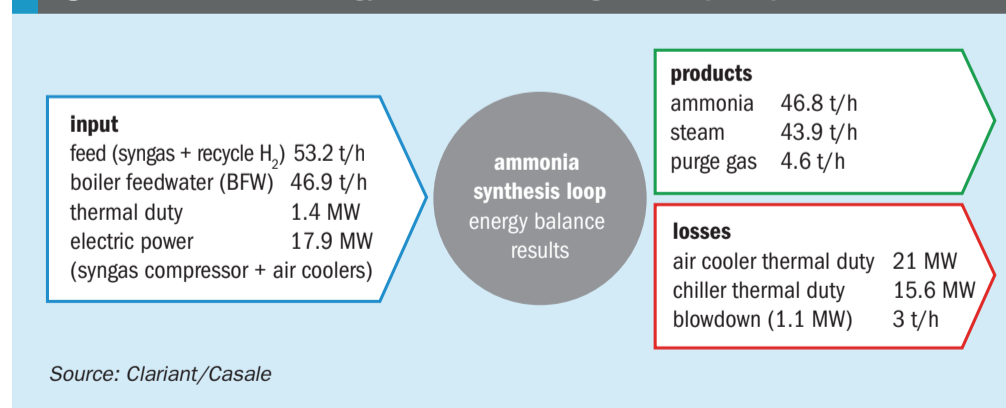 input
feed (syngas + recycle H₂) 53.2 t/h
boiler feedwater (BFW) 46.9 t/h
thermal duty 1.4 MW
electric power 17.9 MW
(syngas compressor + air coolers)
ammonia
synthesis loop
energy balance
results
products
ammonia 46.8 t/h
steam 43.9 t/h
purge gas 4.6 t/h
losses
air cooler thermal duty 21 MW
chiller thermal duty 15.6 MW
blowdown (1.1 MW) 3 t/h
Source: Clariant/Casale